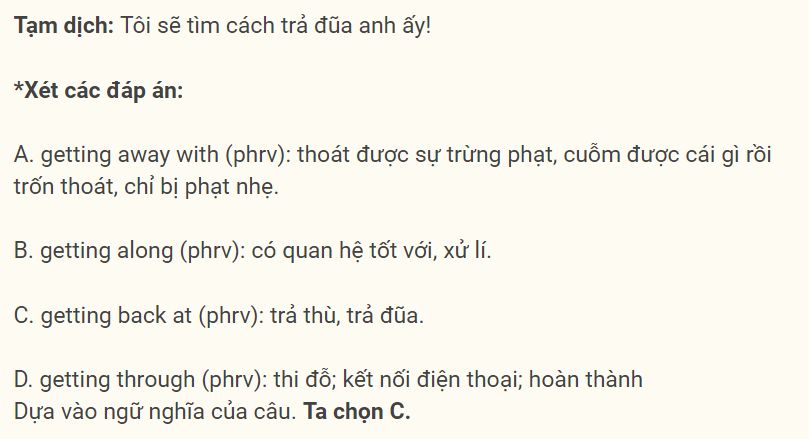 Tạm dịch: Tôi sẽ tìm cách trả đũa anh ấy!
*Xét các đáp án:
A. getting away with (phrv): thoát được sự trừng phạt, cuỗm được cái gì rồi
trốn thoát, chỉ bị phạt nhẹ.
B. getting along (phrv): có quan hệ tốt với, xử lí.
C. getting back at (phrv): trả thù, trả đũa.
D. getting through (phrv): thi đỗ; kết nối điện thoại; hoàn thành
Dựa vào ngữ nghĩa của câu. Ta chọn C.